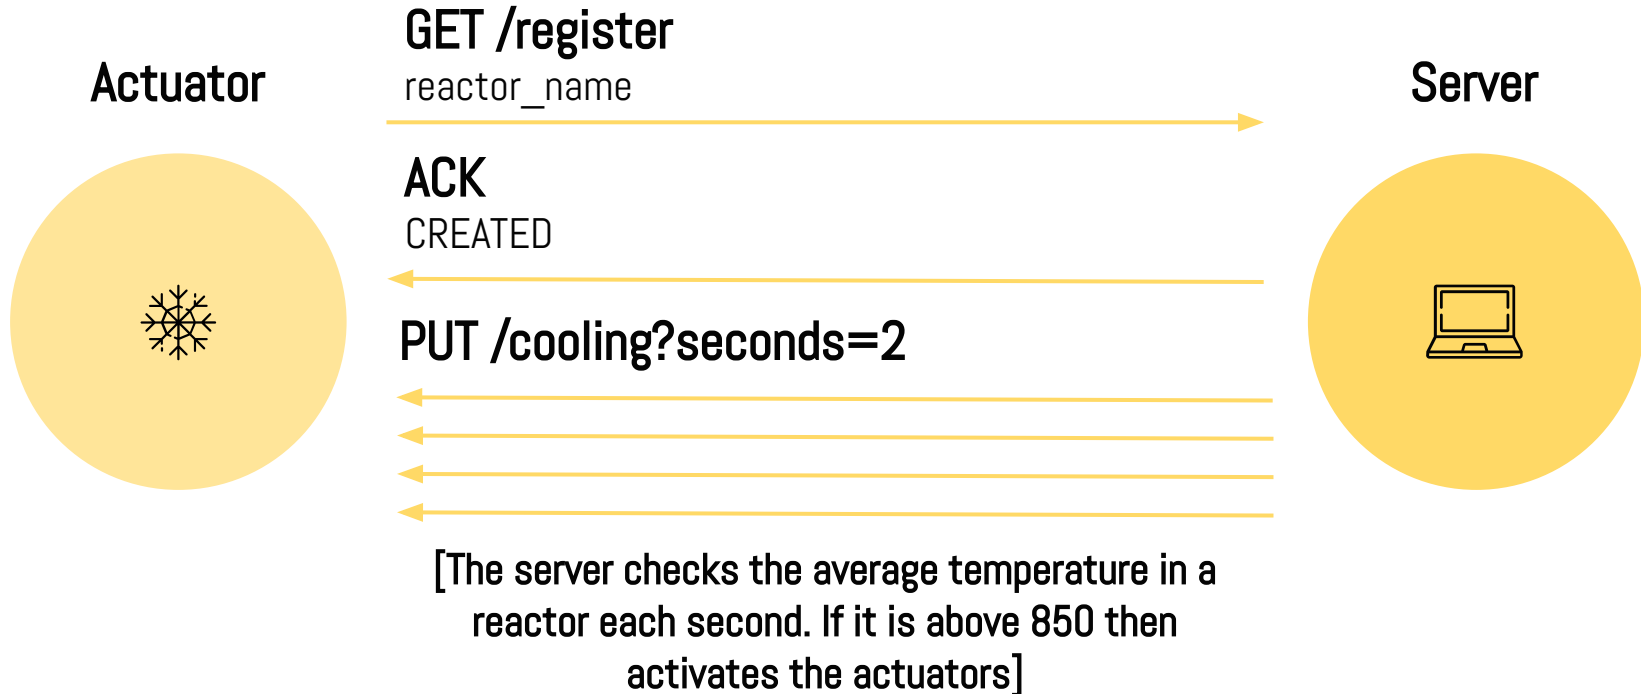 Actuator
GET /register
reactor_name
Server
ACK
CREATED
PUT /cooling?seconds=2
[The server checks the average temperature in a
reactor each second. If it is above 850 then
activates the actuators]